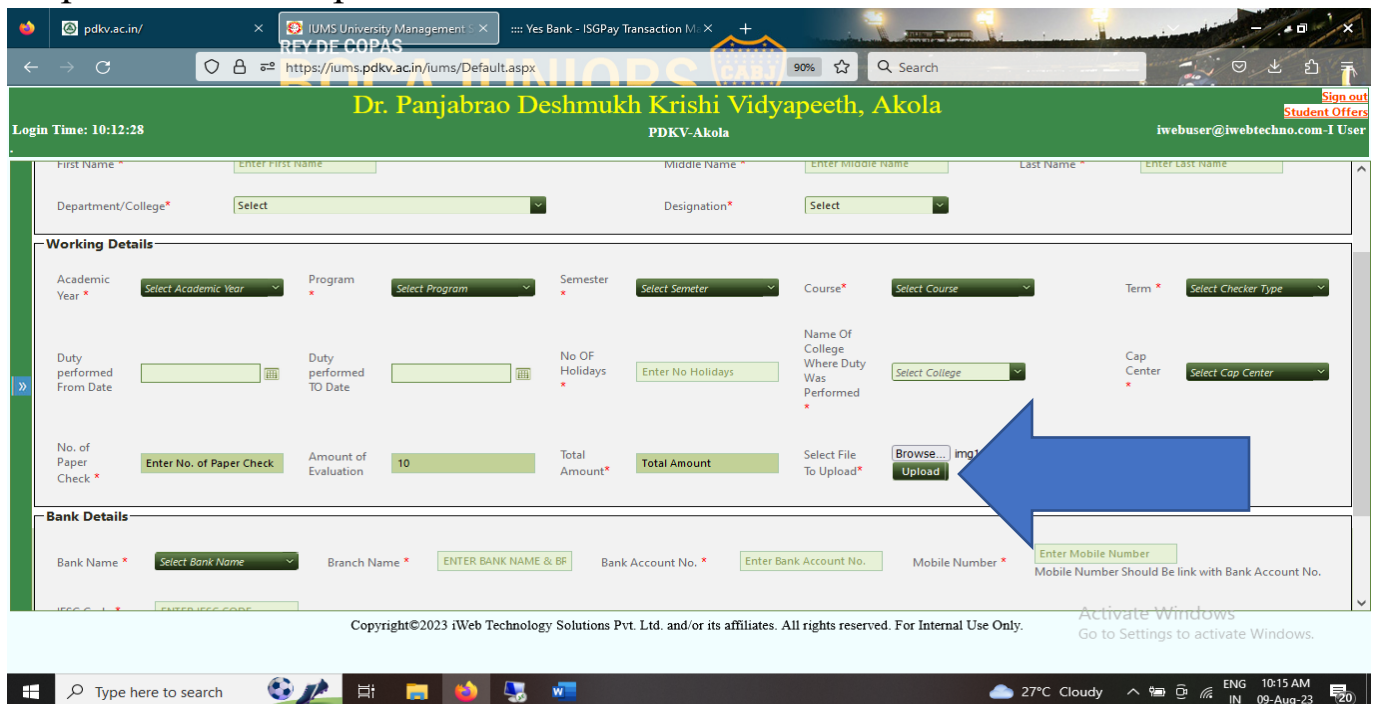 pdkv.ac.in/
IUMS University Management S
:::: Yes Bank - ISGPay Transaction Ma
REY DE COPAS
https://iums.pdkv.ac.in/iums/Default.aspx
BOCA JUNIORS
CABJ
90%
Search
Dr. Panjabrao Deshmukh Krishi Vidyapeeth, Akola
Sign out
Student Offers
Login Time: 10:12:28
PDKV-Akola
iwebuser@iwebtechno.com-I User
.
First Name * Enter First Name Middle Name * Enter Middle Name Last Name * Enter Last Name
Department/College* Select Designation* Select
Working Details
Academic Year * Select Academic Year Program * Select Program Semester * Select Semeter Course* Select Course Term * Select Checker Type
Duty performed From Date Duty performed TO Date No OF Holidays * Enter No Holidays Name Of College Where Duty Was Performed * Select College Cap Center * Select Cap Center
No. of Paper Check * Enter No. of Paper Check Amount of Evaluation 10 Total Amount* Total Amount Select File To Upload* Browse... img1
Upload
Bank Details
Bank Name * Select Bank Name Branch Name * ENTER BANK NAME & BF Bank Account No. * Enter Bank Account No. Mobile Number * Enter Mobile Number
Mobile Number Should Be link with Bank Account No.
Copyright©2023 iWeb Technology Solutions Pvt. Ltd. and/or its affiliates. All rights reserved. For Internal Use Only.
Activate Windows
Go to Settings to activate Windows.
Type here to search
27°C Cloudy
ENG
IN
10:15 AM
09-Aug-23
20